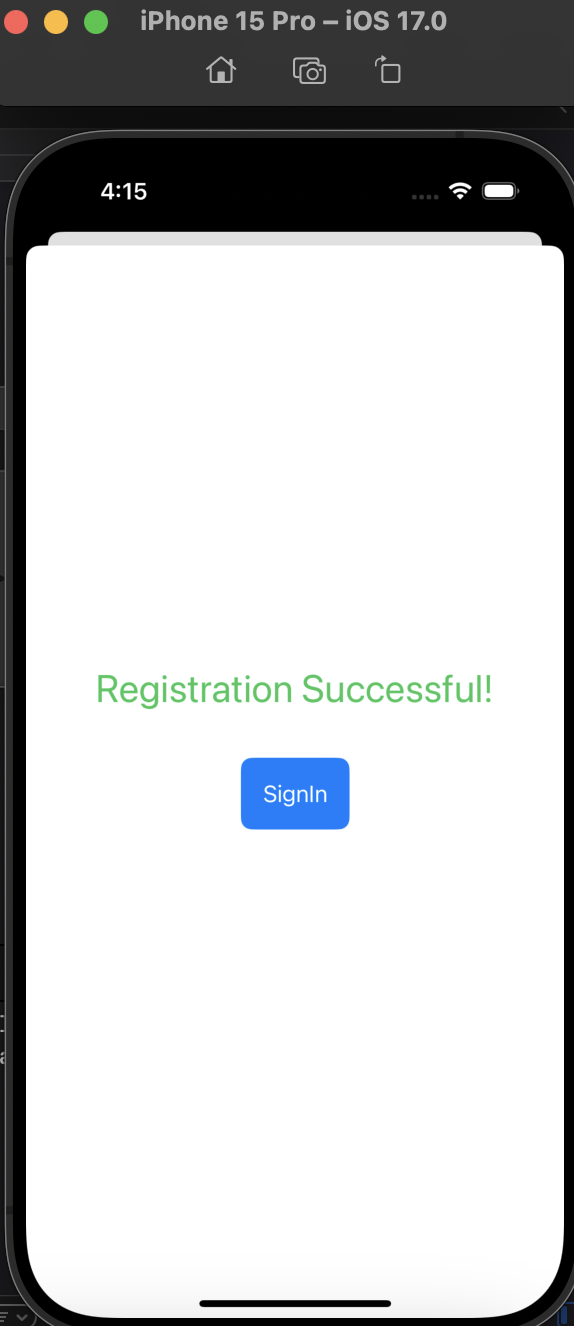 iPhone 15 Pro – iOS 17.0
4:15
Registration Successful!
SignIn